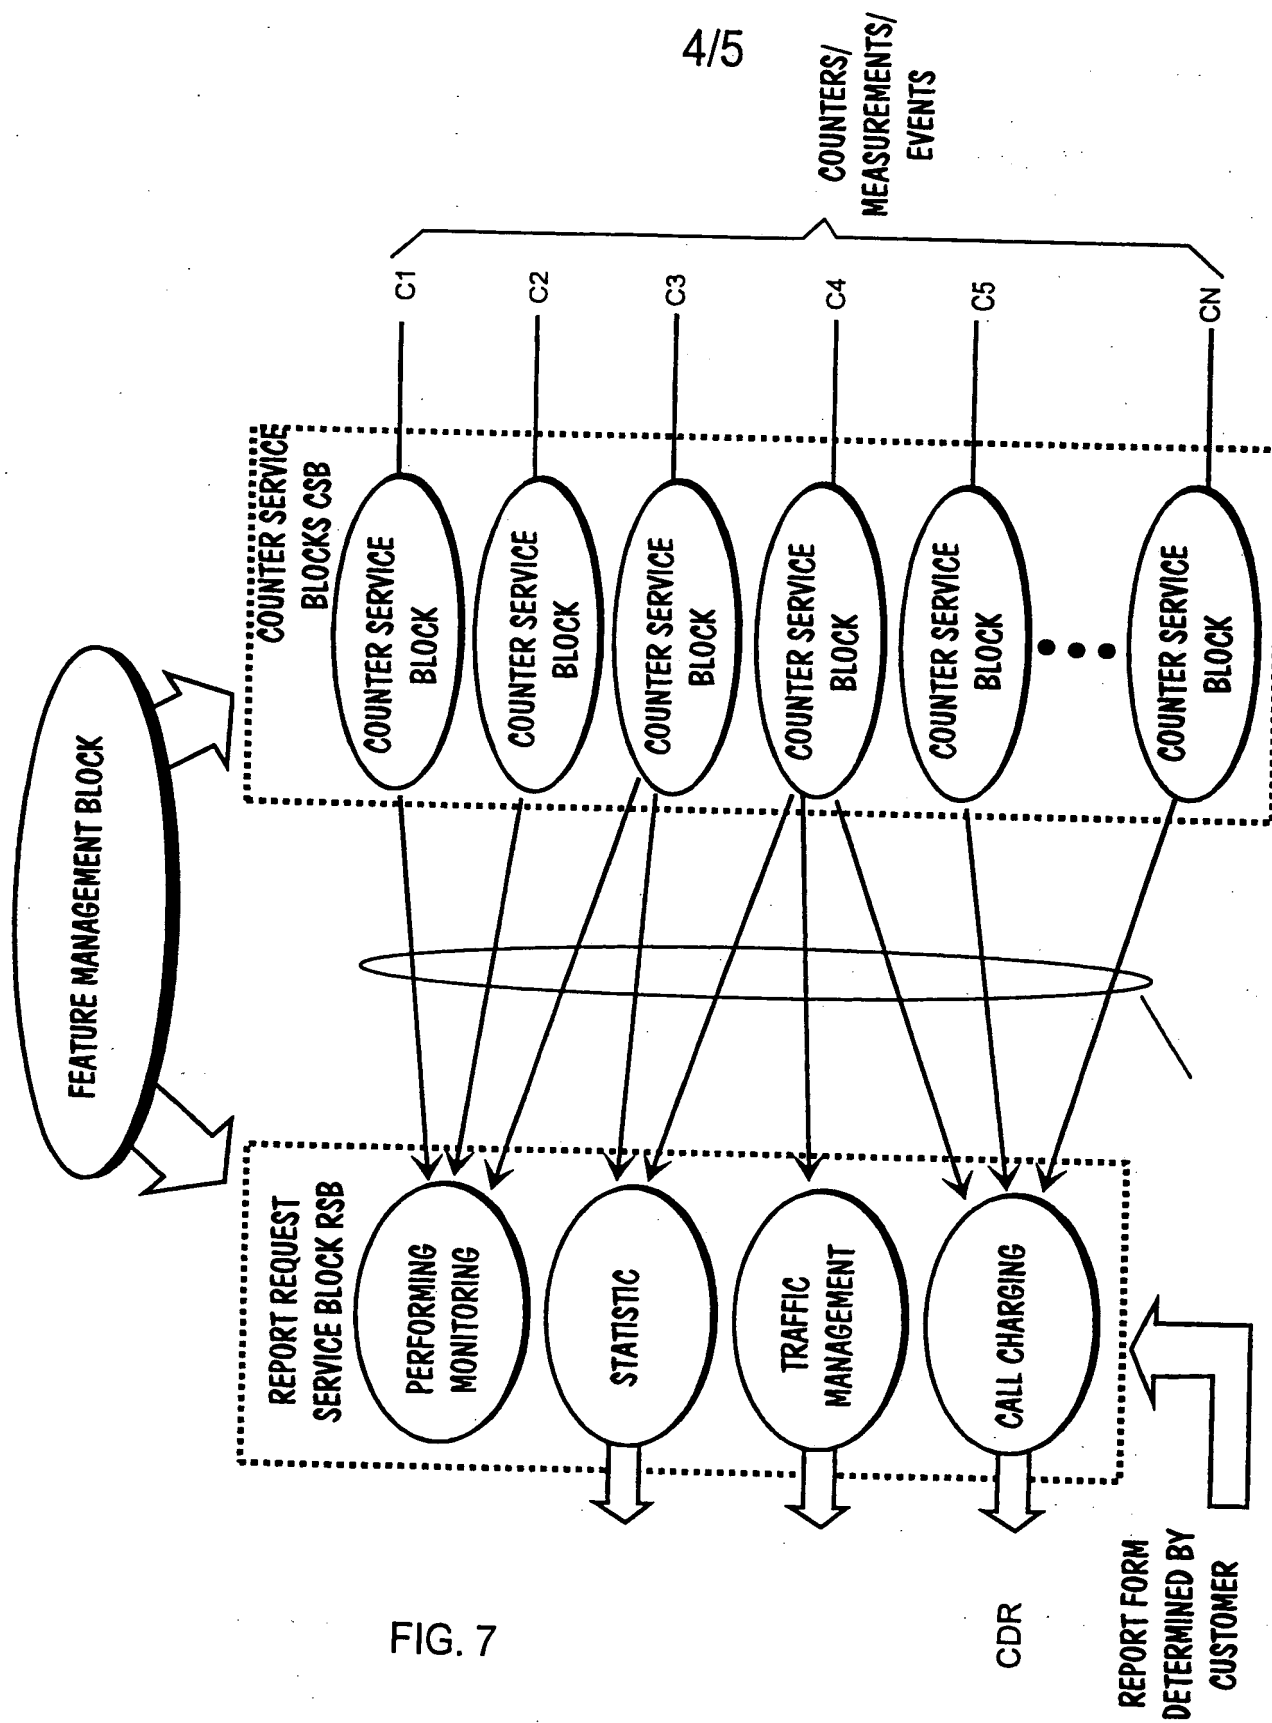 4/5
FEATURE MANAGEMENT BLOCK
REPORT REQUEST
SERVICE BLOCK RSB
COUNTER SERVICE
BLOCKS CSB
PERFORMING
MONITORING
STATISTIC
TRAFFIC
MANAGEMENT
CALL CHARGING
COUNTER SERVICE
BLOCK
COUNTER SERVICE
BLOCK
COUNTER SERVICE
BLOCK
COUNTER SERVICE
BLOCK
COUNTER SERVICE
BLOCK
COUNTER SERVICE
BLOCK
C1
C2
C3
C4
C5
CN
COUNTERS/
MEASUREMENTS/
EVENTS
CDR
REPORT FORM
DETERMINED BY
CUSTOMER
FIG. 7